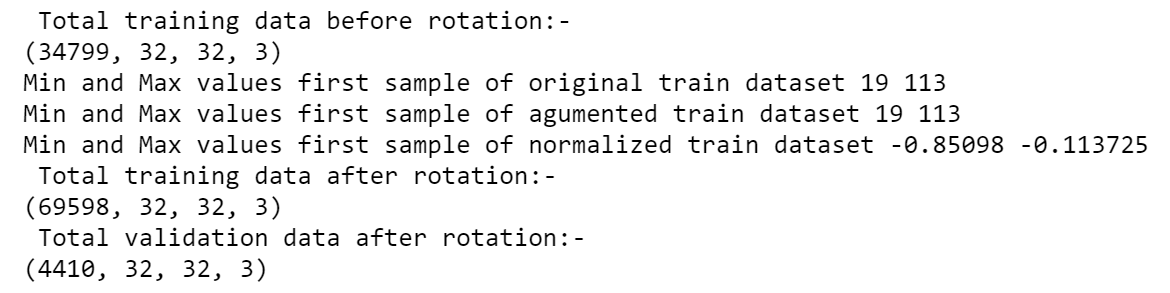 Total training data before rotation:-
(34799, 32, 32, 3)
Min and Max values first sample of original train dataset 19 113
Min and Max values first sample of agumented train dataset 19 113
Min and Max values first sample of normalized train dataset -0.85098 -0.113725
Total training data after rotation:-
(69598, 32, 32, 3)
Total validation data after rotation:-
(4410, 32, 32, 3)